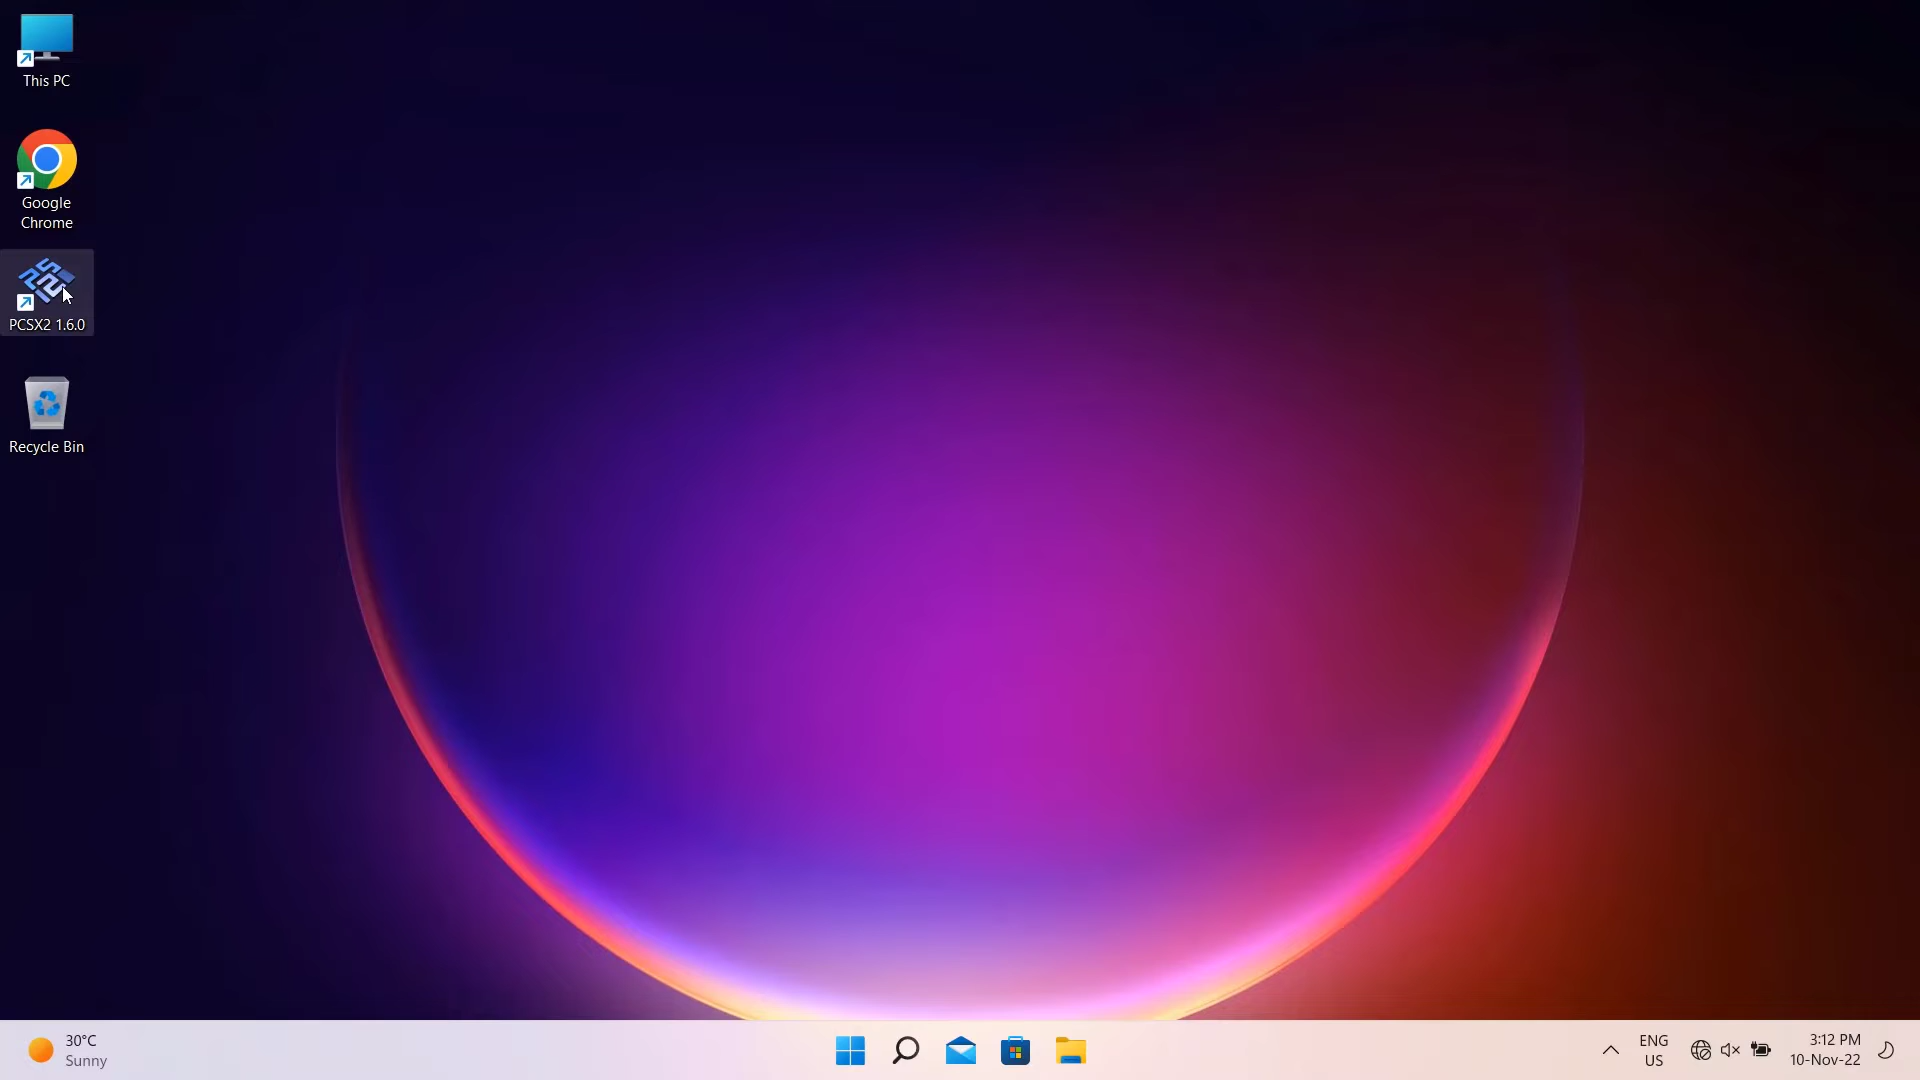 This PC
Google
Chrome
PCSX2 1.6.0
Recycle Bin
30°C
Sunny
ENG
US
3:12 PM
10-Nov-22